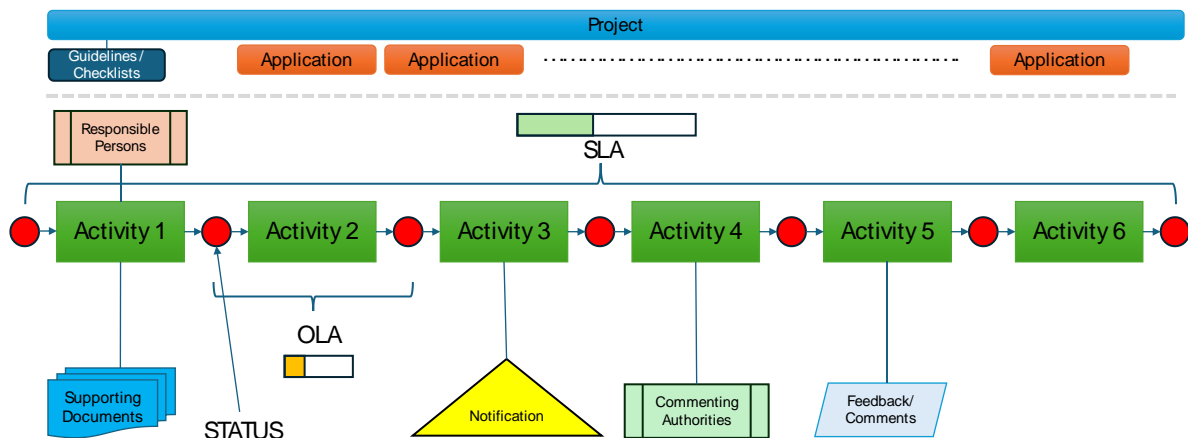 Project
Guidelines/
Checklists
Application
Application
Application
Responsible
Persons
SLA
Activity 1
Activity 2
Activity 3
Activity 4
Activity 5
Activity 6
OLA
Supporting
Documents
STATUS
Notification
Commenting
Authorities
Feedback/
Comments